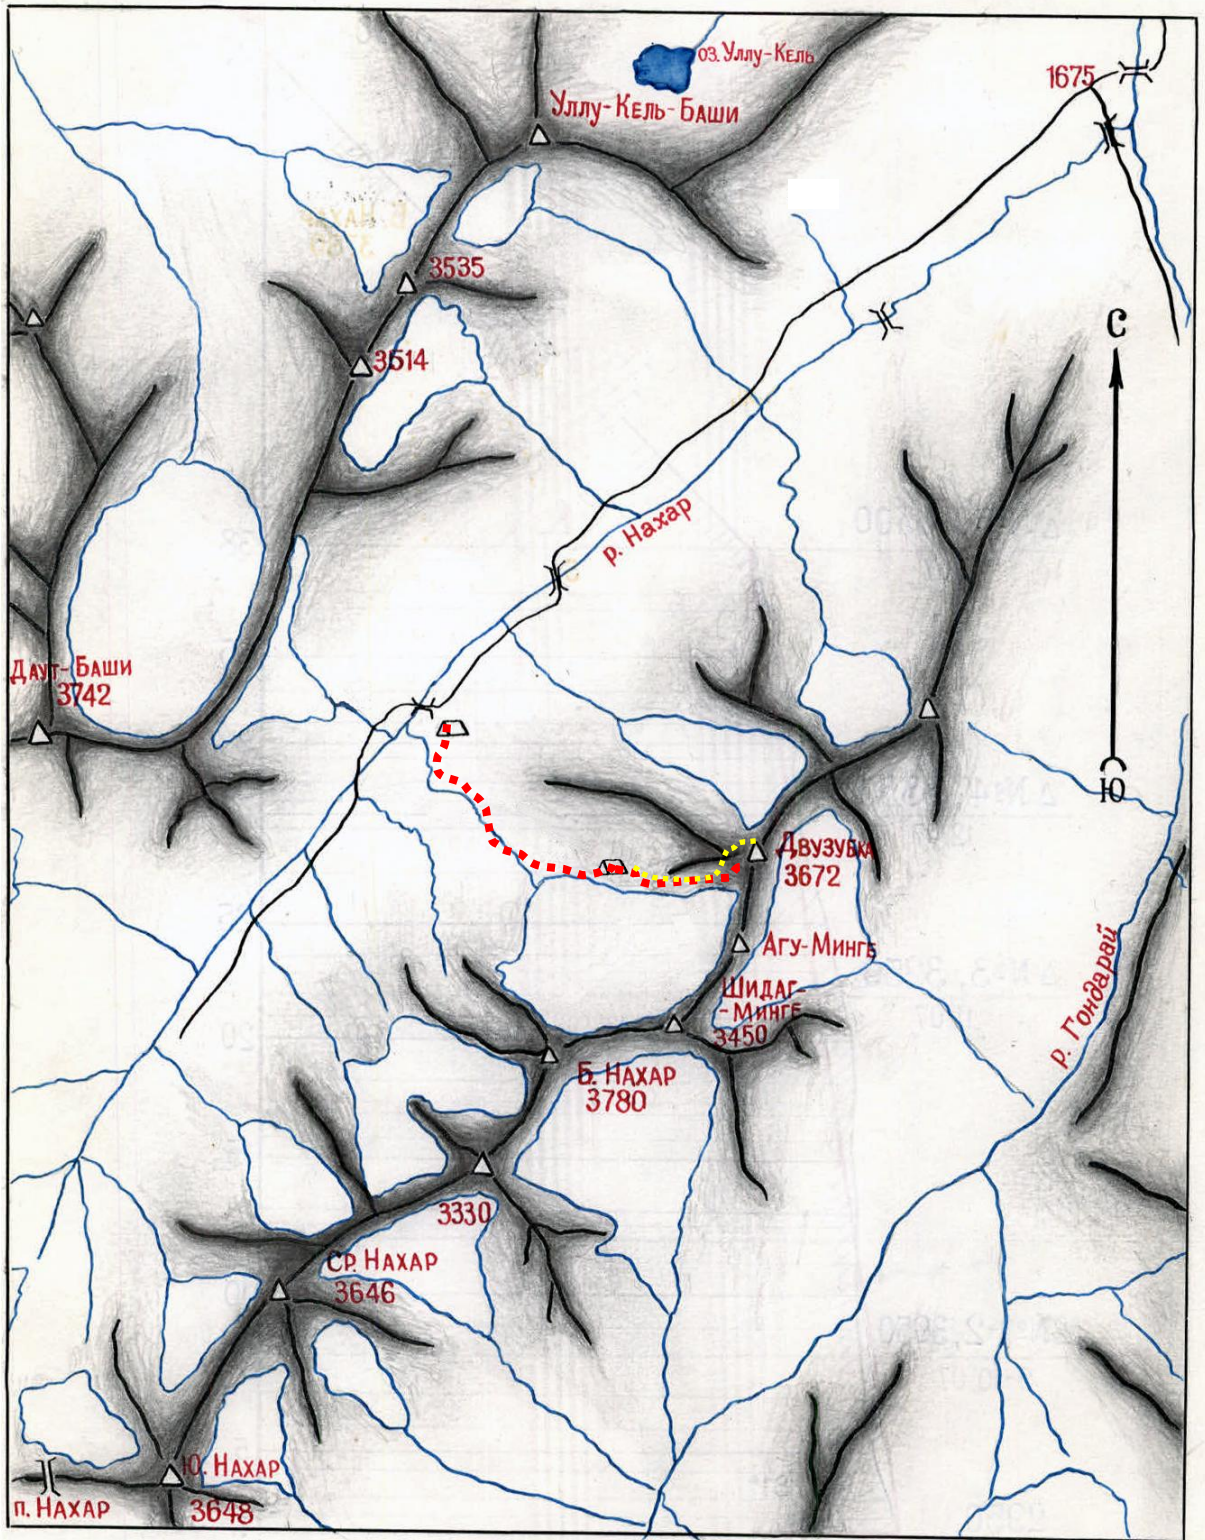 оз. Уллу-Кель
1675
Уллу-Кель-Баши
3535
С
3514
р. Нахар
Даут-Баши
3742
Ю
Двузубка
3672
Агу-Минге
р. Гондарай
Шидаг-
-Минге
3450
Б. Нахар
3780
3330
Ср. Нахар
3646
Ю. Нахар
3648
п. Нахар